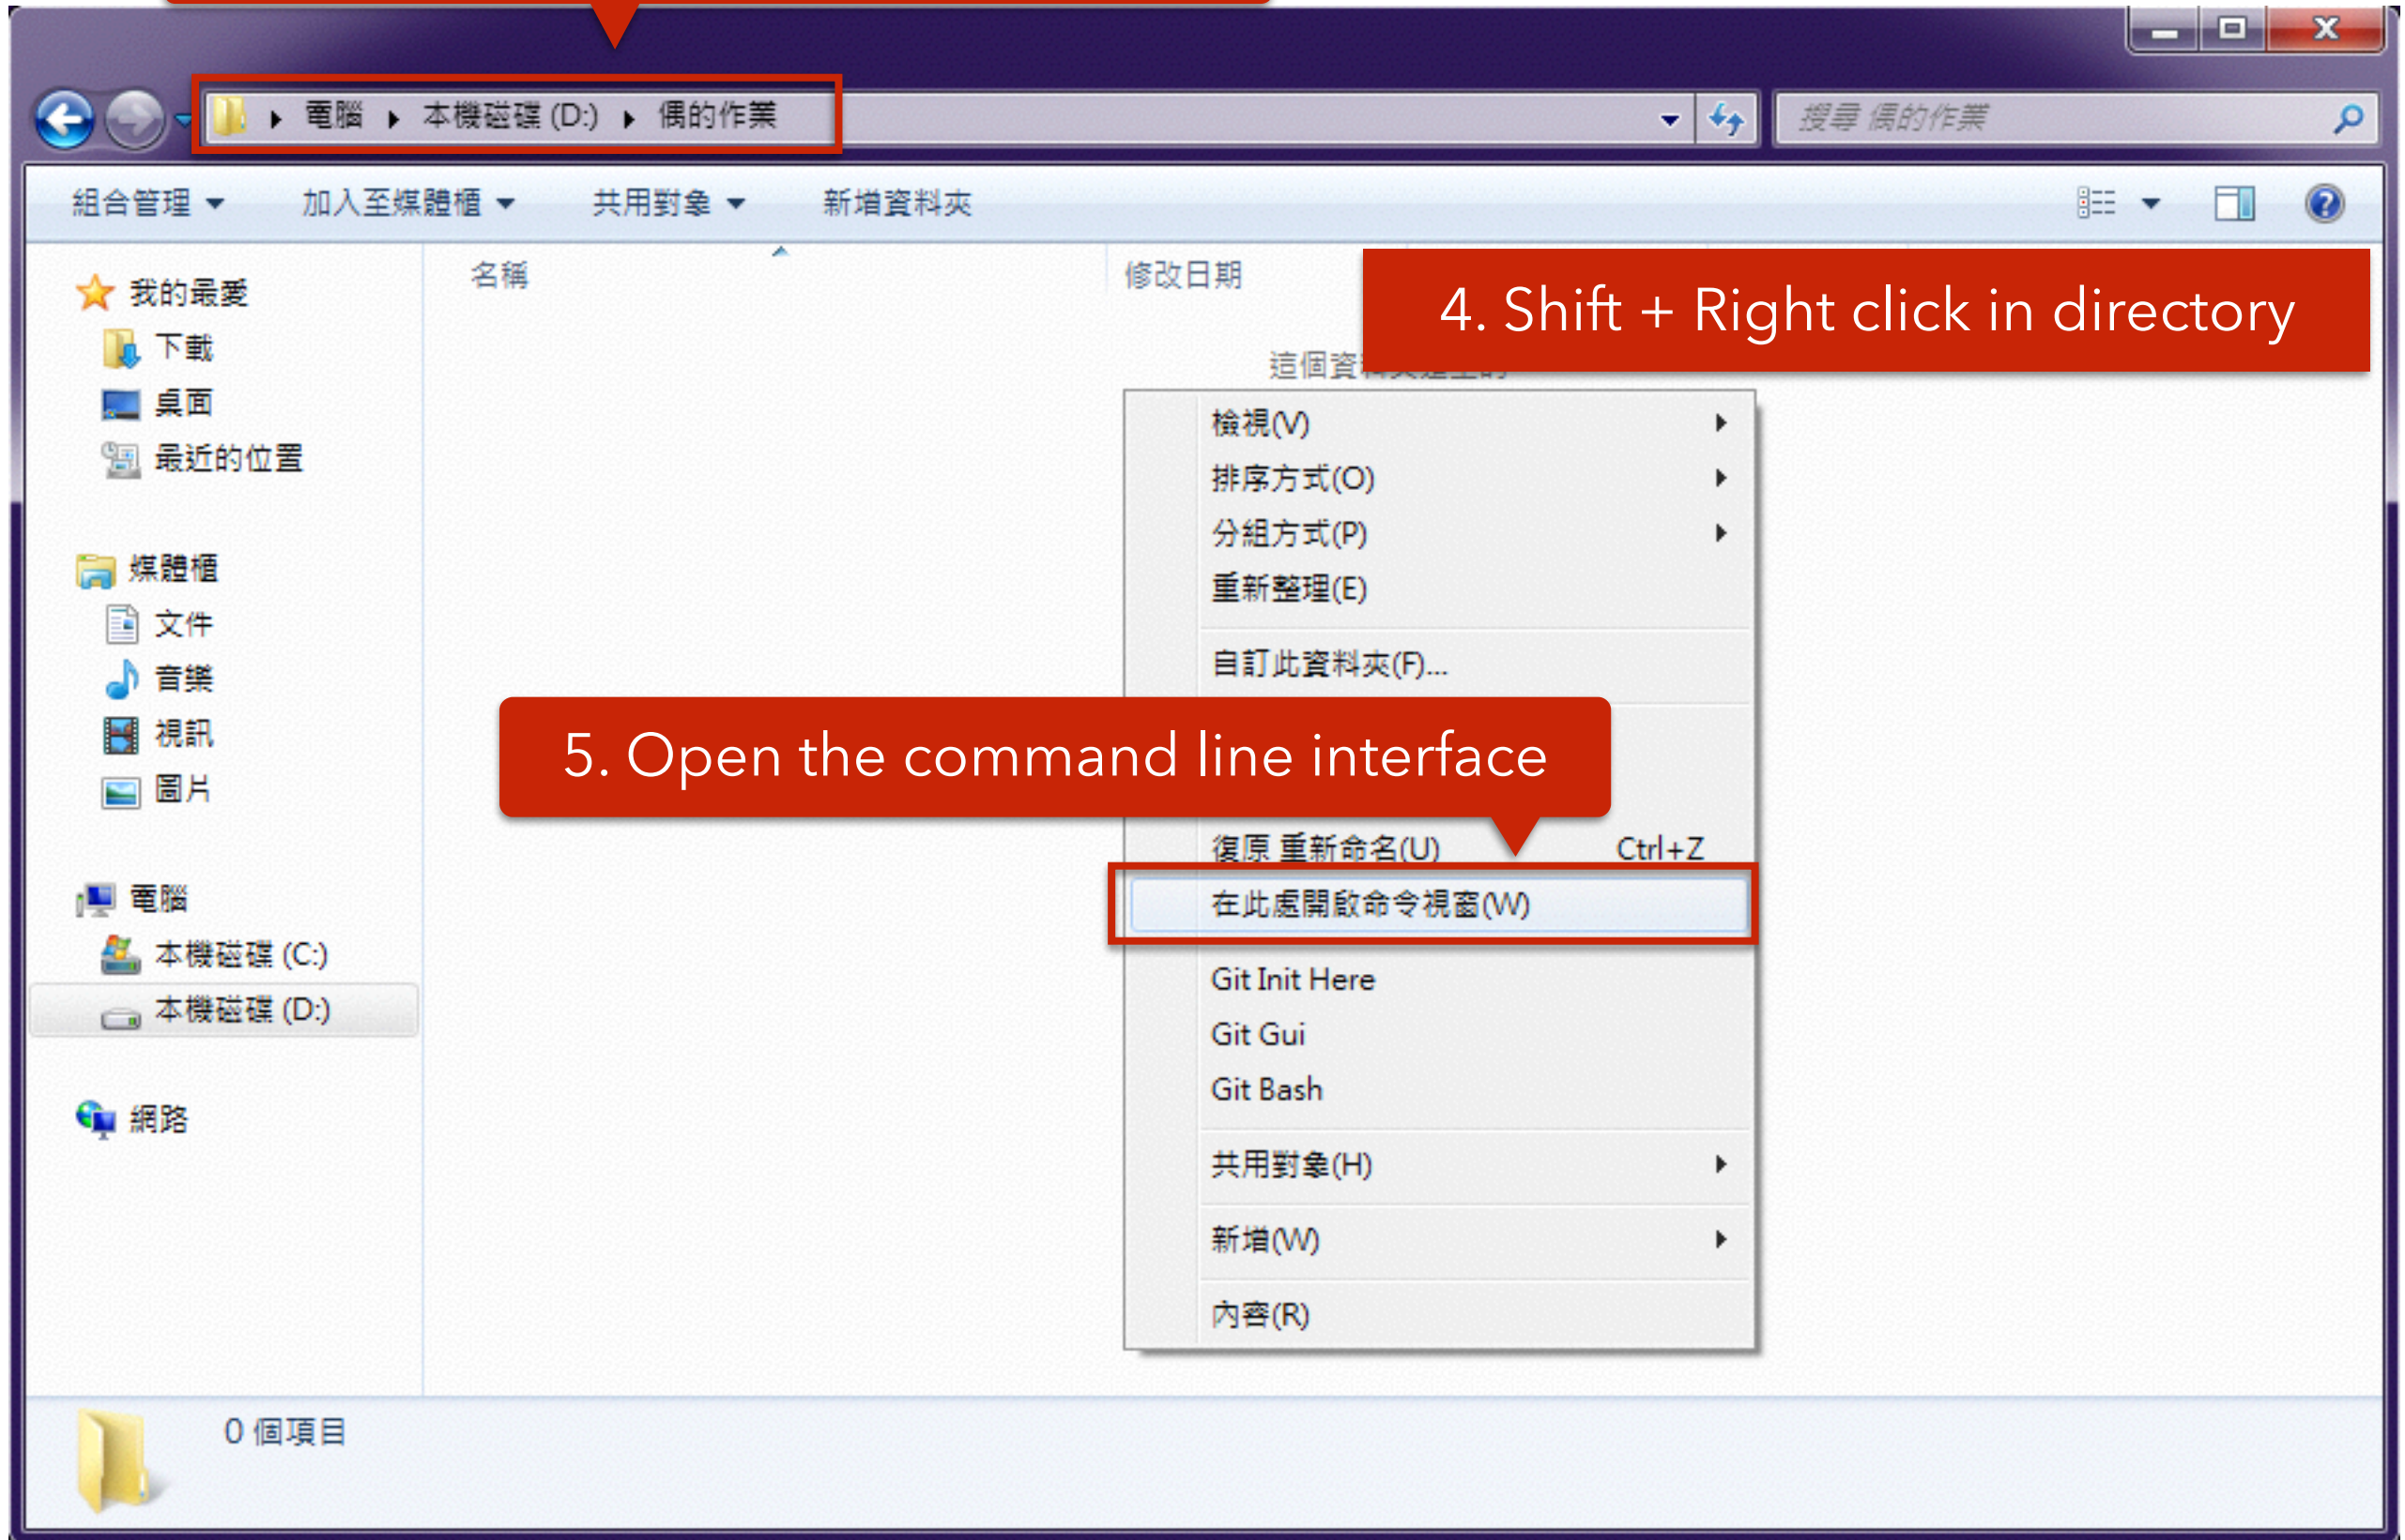 電腦 本機磁碟 (D:) 偶的作業
搜尋 偶的作業
組合管理 加入至媒體櫃 共用對象 新增資料夾
名稱 修改日期
4. Shift + Right click in directory
這個資
我的最愛
下載
桌面
最近的位置
媒體櫃
文件
音樂
視訊
圖片
電腦
本機磁碟 (C:)
本機磁碟 (D:)
網路
檢視(V)
排序方式(O)
分組方式(P)
重新整理(E)
自訂此資料夾(F)...
5. Open the command line interface
復原 重新命名(U) Ctrl+Z
在此處開啟命令視窗(W)
Git Init Here
Git Gui
Git Bash
共用對象(H)
新增(W)
內容(R)
0 個項目